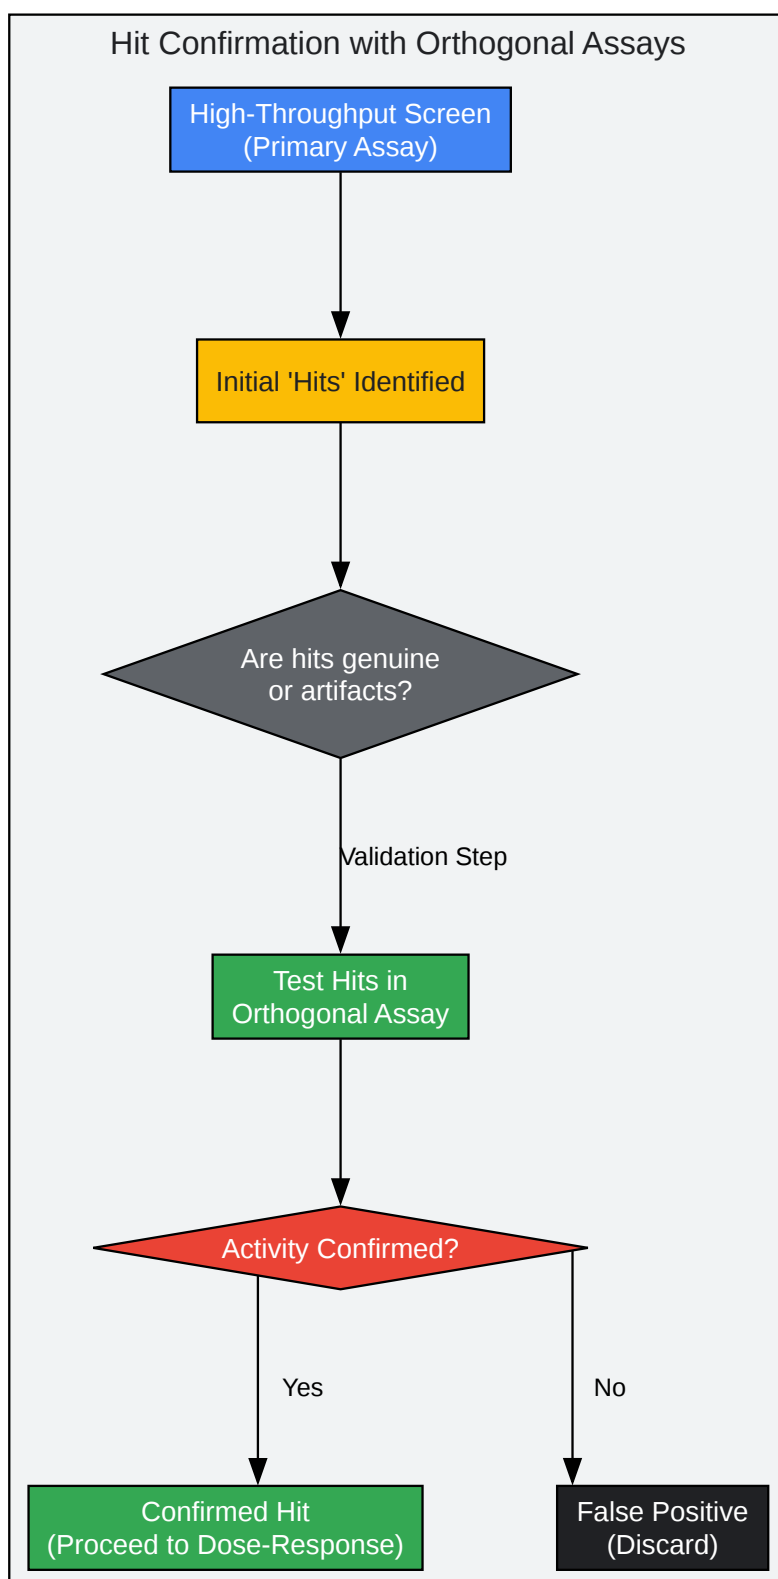 Hit Confirmation with Orthogonal Assays
High-Throughput Screen
(Primary Assay)
Initial 'Hits' Identified
Are hits genuine
or artifacts?
Validation Step
Test Hits in
Orthogonal Assay
Activity Confirmed?
Yes
No
Confirmed Hit
(Proceed to Dose-Response)
False Positive
(Discard)